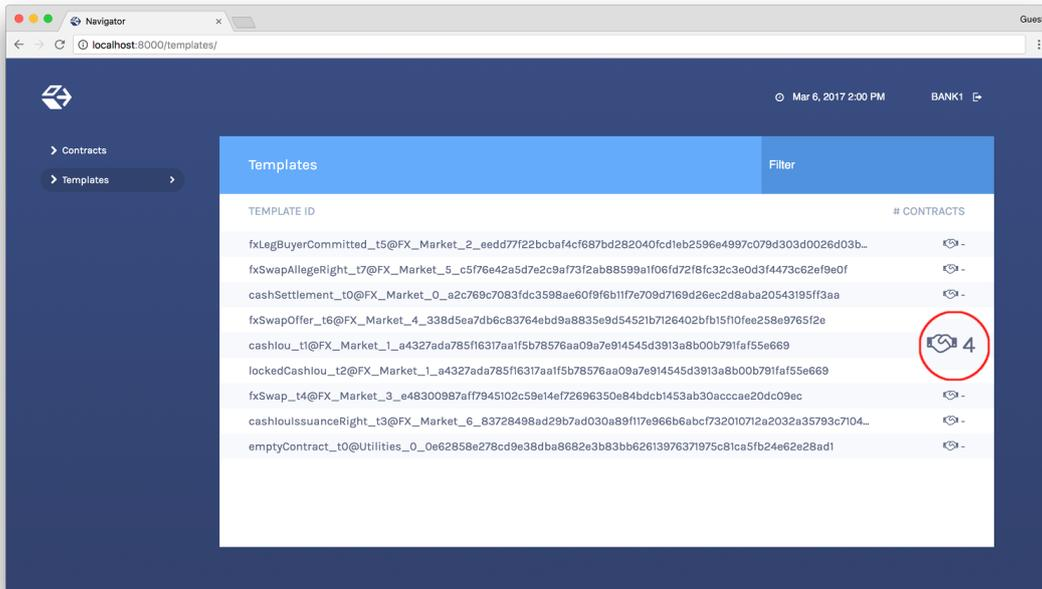 Navigator
Gues
localhost:8000/templates/
Mar 6, 2017 2:00 PM
BANK1
Contracts
Templates
Templates
Filter
TEMPLATE ID
# CONTRACTS
fxLegBuyerCommitted_t5@FX_Market_2_eedd77f22bcbaf4cf687bd282040fcd1eb2596e4997c079d303d0026d03b... -
fxSwapAllegeRight_t7@FX_Market_5_c5f76e42a5d7e2c9af73f2ab88599a1f06fd72f8fc32c3e0d3f4473c62ef9e0f -
cashSettlement_t0@FX_Market_0_a2c769c7083fdc3598ae60f9f6b11f7e709d7169d26ec2d8aba20543195ff3aa -
fxSwapOffer_t6@FX_Market_4_338d5ea7db6c83764ebd9a8835e9d54521b7126402bfb15f10fee258e9765f2e
cashIou_t1@FX_Market_1_a4327ada785f16317aa1f5b78576aa09a7e914545d3913a8b00b791faf55e669 4
lockedCashIou_t2@FX_Market_1_a4327ada785f16317aa1f5b78576aa09a7e914545d3913a8b00b791faf55e669
fxSwap_t4@FX_Market_3_e48300987aff7945102c59e14ef72696350e84bdcb1453ab30acccae20dc09ec -
cashIouIssuanceRight_t3@FX_Market_6_83728498ad29b7ad030a89f117e966b6abcf732010712a2032a35793c7104... -
emptyContract_t0@Utilities_0_0e62858e278cd9e38dba8682e3b83bb62613976371975c81ca5fb24e62e28ad1 -